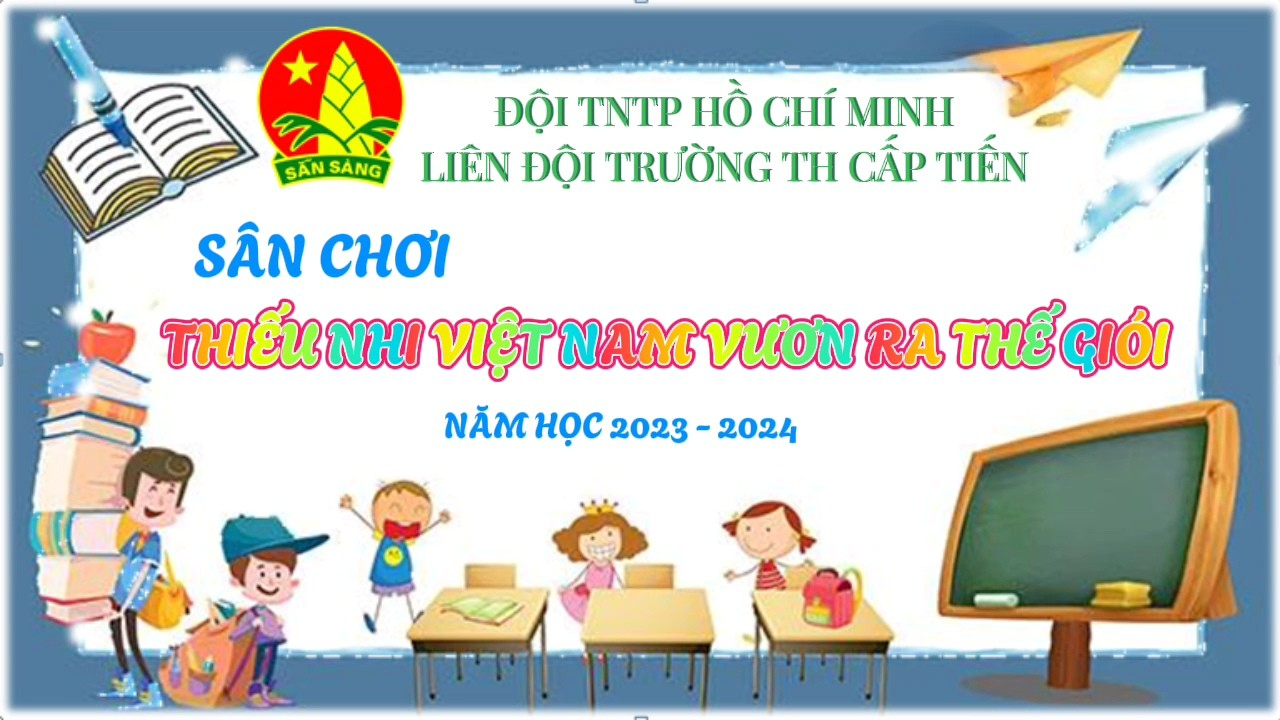 SẴN SÀNG
ĐỘI TNTP HỒ CHÍ MINH
LIÊN ĐỘI TRƯỜNG TH CẤP TIẾN
SÂN CHƠI
THIẾU NHI VIỆT NAM VƯƠN RA THẾ GIÓI
NĂM HỌC 2023 - 2024